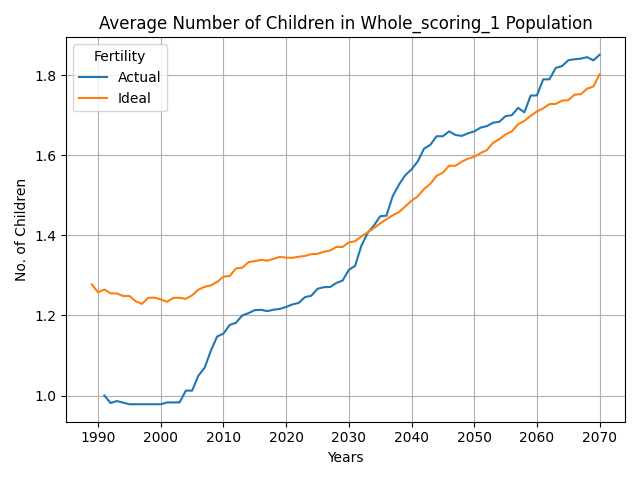 Average Number of Children in Whole_scoring_1 Population
Fertility
Actual
Ideal
No. of Children
1.8
1.6
1.4
1.2
1.0
1990 2000 2010 2020 2030 2040 2050 2060 2070
Years